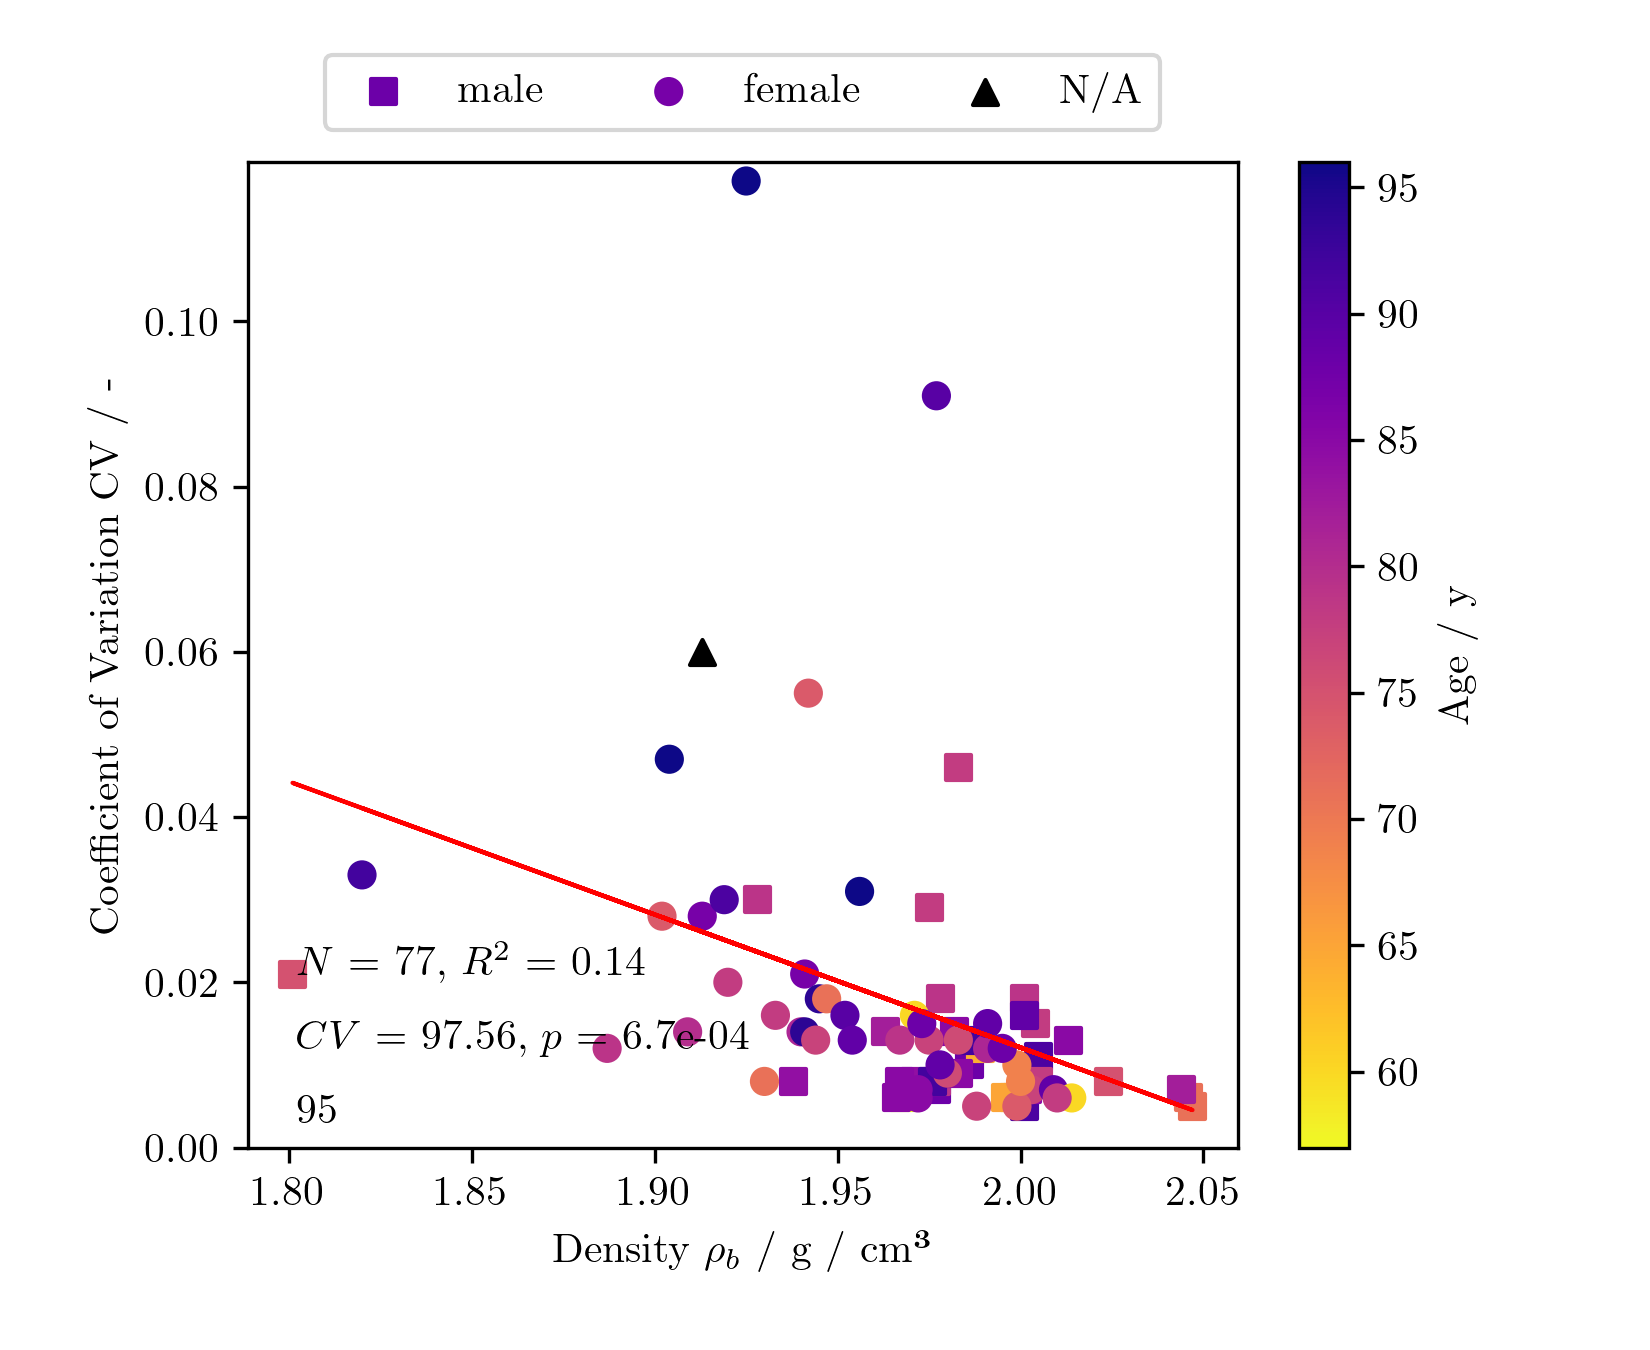 male female N/A
0.10
0.08
0.06
0.04
0.02
0.00
Coefficient of Variation CV / -
N = 77, R² = 0.14
CV = 97.56, p = 6.7e-04
95
1.80 1.85 1.90 1.95 2.00 2.05
Density ρb / g / cm³
95
90
85
80
75
70
65
60
Age / y